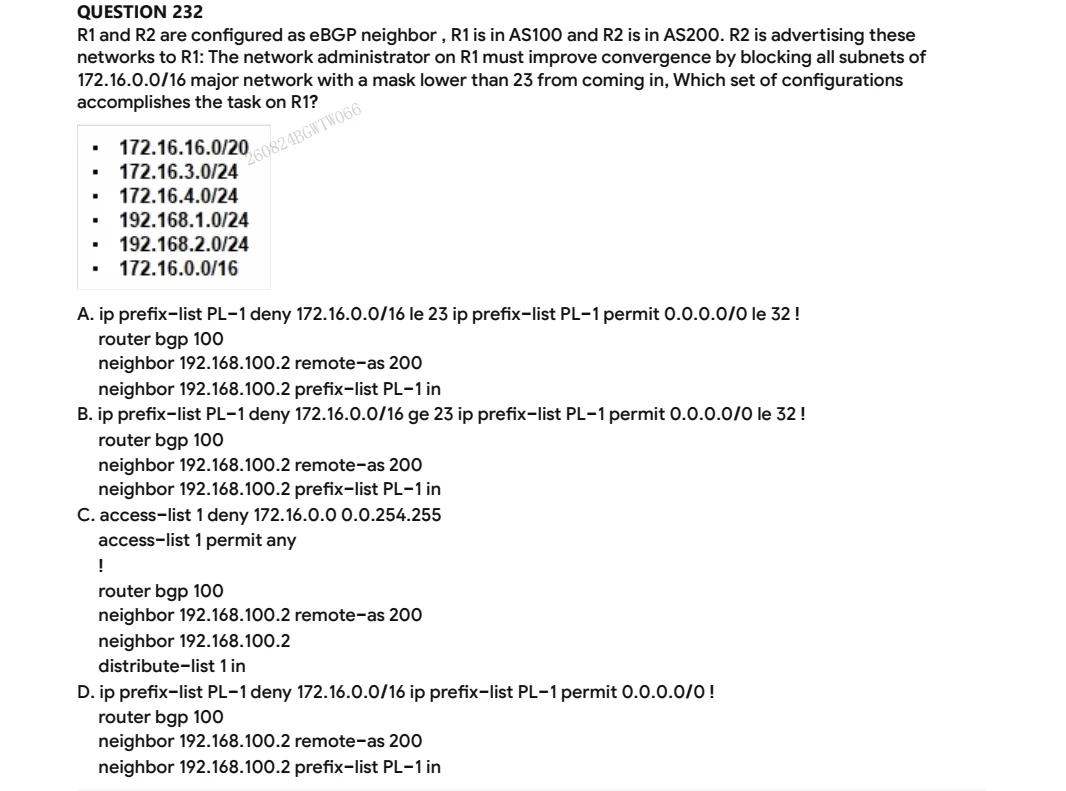 QUESTION 232
R1 and R2 are configured as eBGP neighbor , R1 is in AS100 and R2 is in AS200. R2 is advertising these
networks to R1: The network administrator on R1 must improve convergence by blocking all subnets of
172.16.0.0/16 major network with a mask lower than 23 from coming in, Which set of configurations
accomplishes the task on R1?
260824BGWTW066
▪ 172.16.16.0/20
▪ 172.16.3.0/24
▪ 172.16.4.0/24
▪ 192.168.1.0/24
▪ 192.168.2.0/24
▪ 172.16.0.0/16
A. ip prefix-list PL-1 deny 172.16.0.0/16 le 23 ip prefix-list PL-1 permit 0.0.0.0/0 le 32 !
router bgp 100
neighbor 192.168.100.2 remote-as 200
neighbor 192.168.100.2 prefix-list PL-1 in
B. ip prefix-list PL-1 deny 172.16.0.0/16 ge 23 ip prefix-list PL-1 permit 0.0.0.0/0 le 32 !
router bgp 100
neighbor 192.168.100.2 remote-as 200
neighbor 192.168.100.2 prefix-list PL-1 in
C. access-list 1 deny 172.16.0.0 0.0.254.255
access-list 1 permit any
!
router bgp 100
neighbor 192.168.100.2 remote-as 200
neighbor 192.168.100.2
distribute-list 1 in
D. ip prefix-list PL-1 deny 172.16.0.0/16 ip prefix-list PL-1 permit 0.0.0.0/0 !
router bgp 100
neighbor 192.168.100.2 remote-as 200
neighbor 192.168.100.2 prefix-list PL-1 in